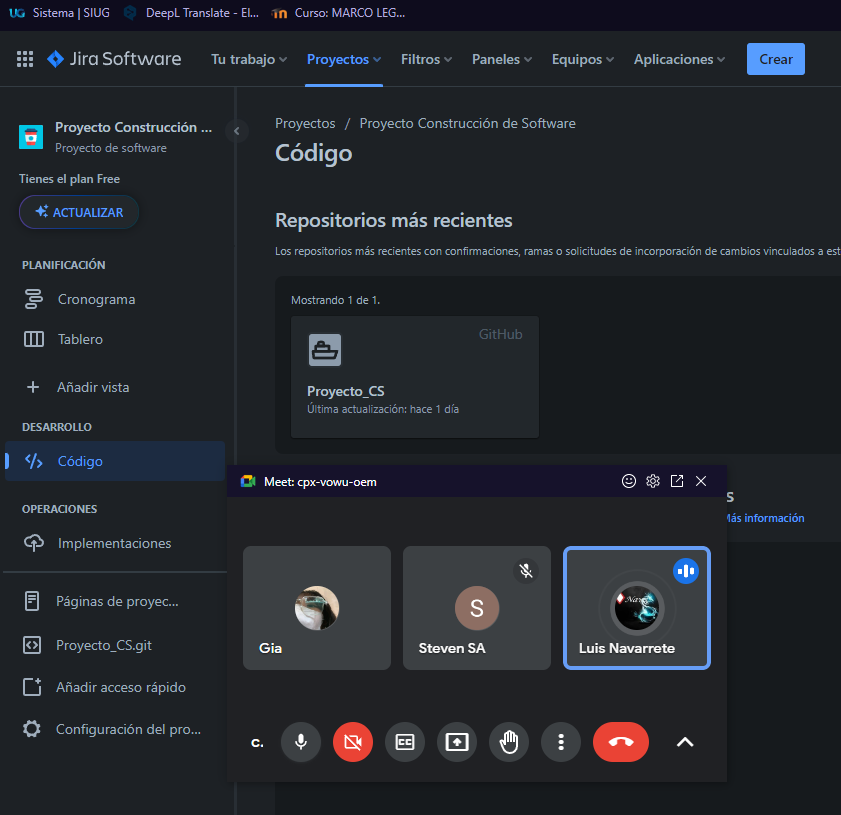 Sistema | SIUG
DeepL Translate - El...
Curso: MARCO LEG...
Jira Software
Tu trabajo
Proyectos
Filtros
Paneles
Equipos
Aplicaciones
Crear
Proyecto Construcción ...
Proyecto de software
Tienes el plan Free
ACTUALIZAR
PLANIFICACIÓN
Cronograma
Tablero
Añadir vista
DESARROLLO
Código
OPERACIONES
Implementaciones
Páginas de proyec...
Proyecto_CS.git
Añadir acceso rápido
Configuración del pro...
Proyectos / Proyecto Construcción de Software
Código
Repositorios más recientes
Los repositorios más recientes con confirmaciones, ramas o solicitudes de incorporación de cambios vinculados a est
Mostrando 1 de 1.
GitHub
Proyecto_CS
Última actualización: hace 1 día
s
Más información
Meet: cpx-vowu-oem
Gia
S
Steven SA
Luis Navarrete
c.
CC